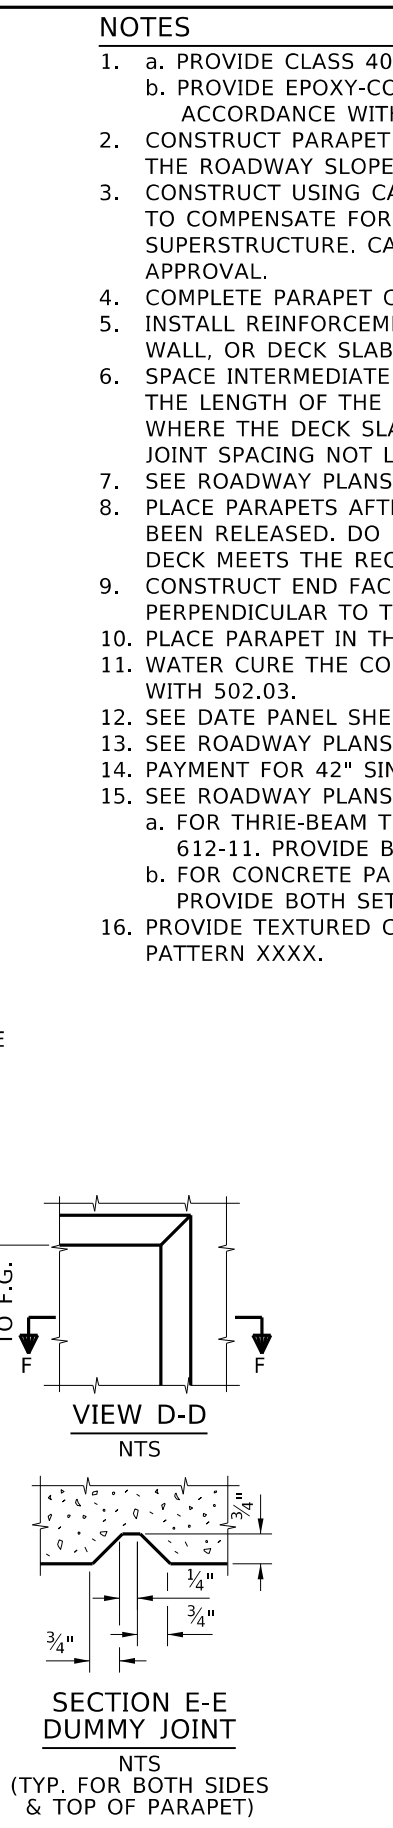 NOTES
1. a. PROVIDE CLASS 40
b. PROVIDE EPOXY-CO
ACCORDANCE WITH
2. CONSTRUCT PARAPET
THE ROADWAY SLOPE
3. CONSTRUCT USING CA
TO COMPENSATE FOR
SUPERSTRUCTURE. CA
APPROVAL.
4. COMPLETE PARAPET C
5. INSTALL REINFORCEM
WALL, OR DECK SLAB
6. SPACE INTERMEDIATE
THE LENGTH OF THE
WHERE THE DECK SLA
JOINT SPACING NOT L
7. SEE ROADWAY PLANS
8. PLACE PARAPETS AFT
BEEN RELEASED. DO
DECK MEETS THE REQ
9. CONSTRUCT END FAC
PERPENDICULAR TO T
10. PLACE PARAPET IN TH
11. WATER CURE THE CO
WITH 502.03.
12. SEE DATE PANEL SHE
13. SEE ROADWAY PLANS
14. PAYMENT FOR 42" SIN
15. SEE ROADWAY PLANS
a. FOR THRIE-BEAM T
612-11. PROVIDE B
b. FOR CONCRETE PA
PROVIDE BOTH SET
16. PROVIDE TEXTURED C
PATTERN XXXX.
E
TO F.G.
F F
VIEW D-D
NTS
3/4"
1/4"
3/4"
3/4"
SECTION E-E
DUMMY JOINT
NTS
(TYP. FOR BOTH SIDES
& TOP OF PARAPET)